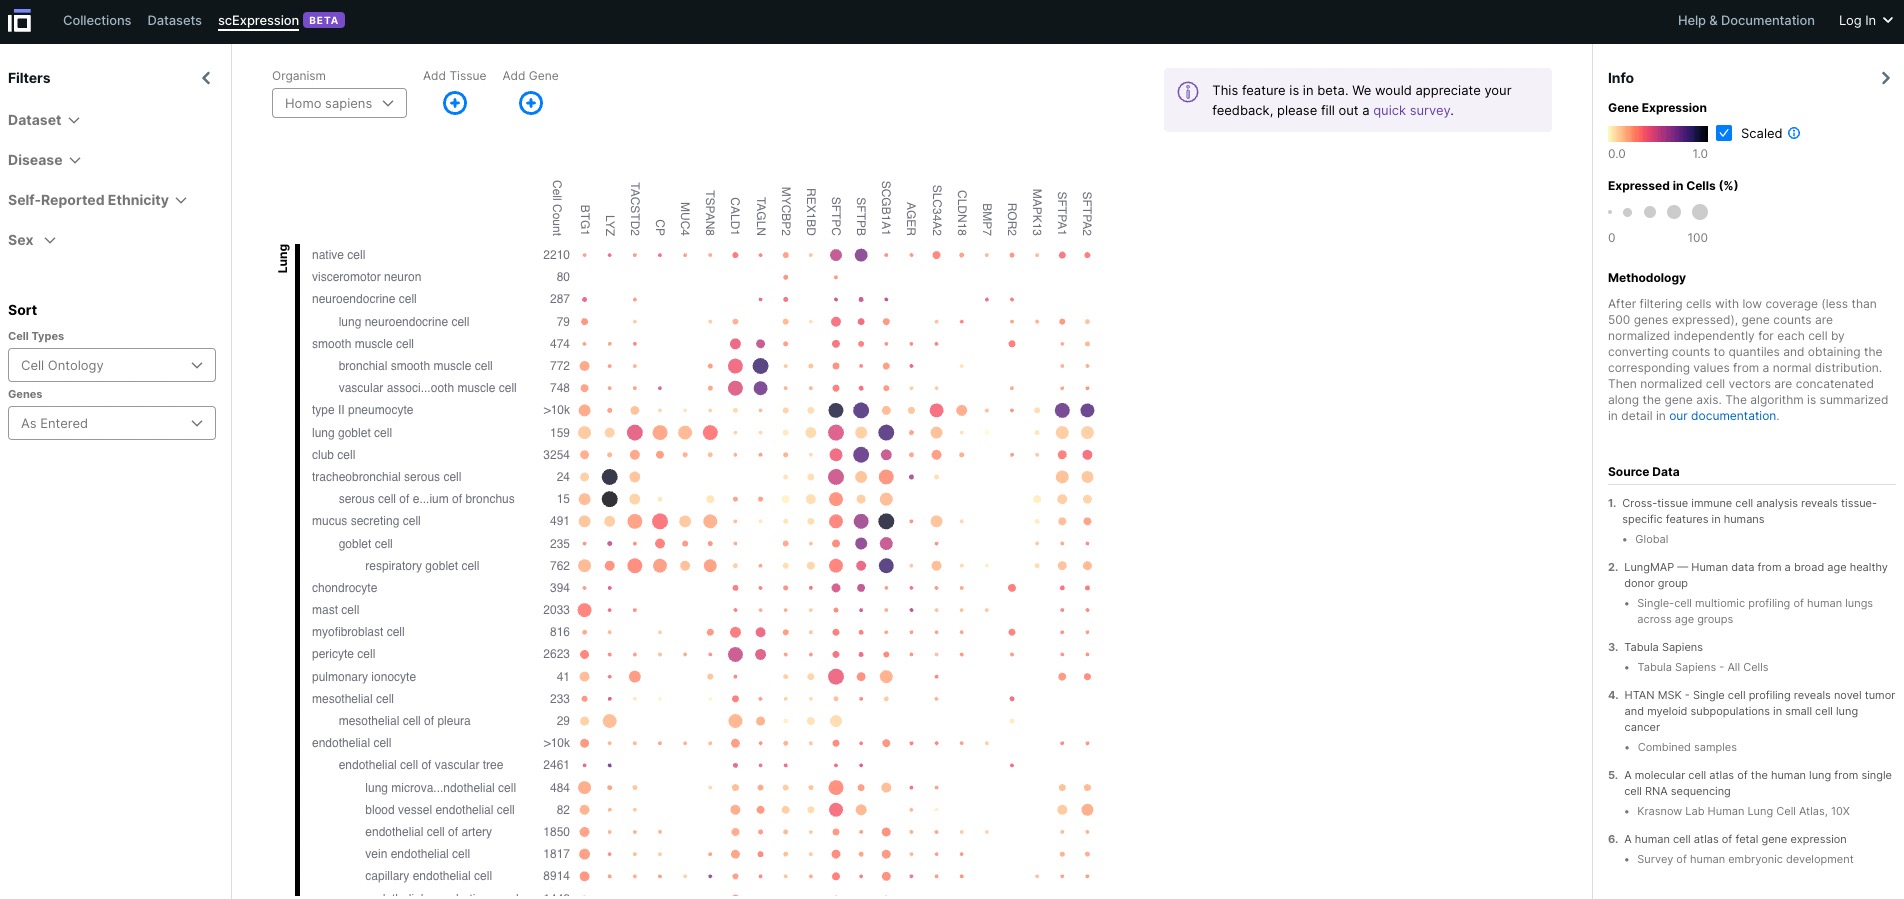 Collections Datasets scExpression BETA Help & Documentation Log In
Filters
Dataset
Disease
Self-Reported Ethnicity
Sex
Sort
Cell Types
Cell Ontology
Genes
As Entered
Organism Add Tissue Add Gene
Homo sapiens
This feature is in beta. We would appreciate your
feedback, please fill out a quick survey.
Cell Count BTG1 LYZ TACSTD2 CP MUC4 TSPAN8 CALD1 TAGLN MYCBP2 REX1BD SFTPC SFTPB SCGB1A1 AGER SLC34A2 CLDN18 BMP7 ROR2 MAPK13 SFTPA1 SFTPA2
Lung
native cell 2210
visceromotor neuron 80
neuroendocrine cell 287
lung neuroendocrine cell 79
smooth muscle cell 474
bronchial smooth muscle cell 772
vascular associ...ooth muscle cell 748
type II pneumocyte >10k
lung goblet cell 159
club cell 3254
tracheobronchial serous cell 24
serous cell of e...ium of bronchus 15
mucus secreting cell 491
goblet cell 235
respiratory goblet cell 762
chondrocyte 394
mast cell 2033
myofibroblast cell 816
pericyte cell 2623
pulmonary ionocyte 41
mesothelial cell 233
mesothelial cell of pleura 29
endothelial cell >10k
endothelial cell of vascular tree 2461
lung microva...ndothelial cell 484
blood vessel endothelial cell 82
endothelial cell of artery 1850
vein endothelial cell 1817
capillary endothelial cell 8914
Info
Gene Expression
Scaled
0.0 1.0
Expressed in Cells (%)
0 100
Methodology
After filtering cells with low coverage (less than
500 genes expressed), gene counts are
normalized independently for each cell by
converting counts to quantiles and obtaining the
corresponding values from a normal distribution.
Then normalized cell vectors are concatenated
along the gene axis. The algorithm is summarized
in detail in our documentation.
Source Data
1. Cross-tissue immune cell analysis reveals tissue-
specific features in humans
• Global
2. LungMAP — Human data from a broad age healthy
donor group
• Single-cell multiomic profiling of human lungs
across age groups
3. Tabula Sapiens
• Tabula Sapiens - All Cells
4. HTAN MSK - Single cell profiling reveals novel tumor
and myeloid subpopulations in small cell lung
cancer
• Combined samples
5. A molecular cell atlas of the human lung from single
cell RNA sequencing
• Krasnow Lab Human Lung Cell Atlas, 10X
6. A human cell atlas of fetal gene expression
• Survey of human embryonic development